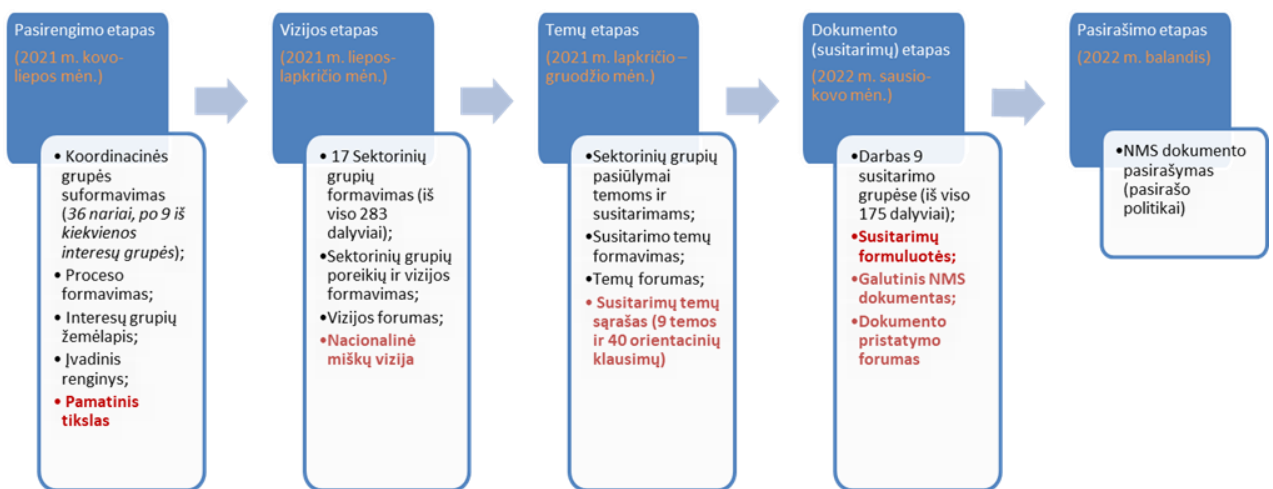 Pasirengimo etapas
(2021 m. kovo-
liepos mėn.)
• Koordinacinės
grupės
suformavimas
(36 nariai, po 9 iš
kiekvienos
interesų grupės);
• Proceso
formavimas;
• Interesų grupių
žemėlapis;
• Įvadinis
renginys;
• Pamatinis
tikslas
Vizijos etapas
(2021 m. liepos-
lapkričio mėn.)
• 17 Sektorinių
grupių
formavimas (iš
viso 283
dalyviai);
•Sektorinių grupių
poreikių ir vizijos
formavimas;
•Vizijos forumas;
•Nacionalinė
miškų vizija
Temų etapas
(2021 m. lapkričio –
gruodžio mėn.)
•Sektorinių grupių
pasiūlymai
temoms ir
susitarimams;
•Susitarimo temų
formavimas;
•Temų forumas;
• Susitarimų temų
sąrašas (9 temos
ir 40 orientacinių
klausimų)
Dokumento
(susitarimų) etapas
(2022 m. sausio-
kovo mėn.)
•Darbas 9
susitarimo
grupėse (iš viso
175 dalyviai);
•Susitarimų
formuluotės;
•Galutinis NMS
dokumentas;
•Dokumento
pristatymo
forumas
Pasirašimo etapas
(2022 m. balandis)
•NMS dokumento
pasirašymas
(pasirašo
politikai)